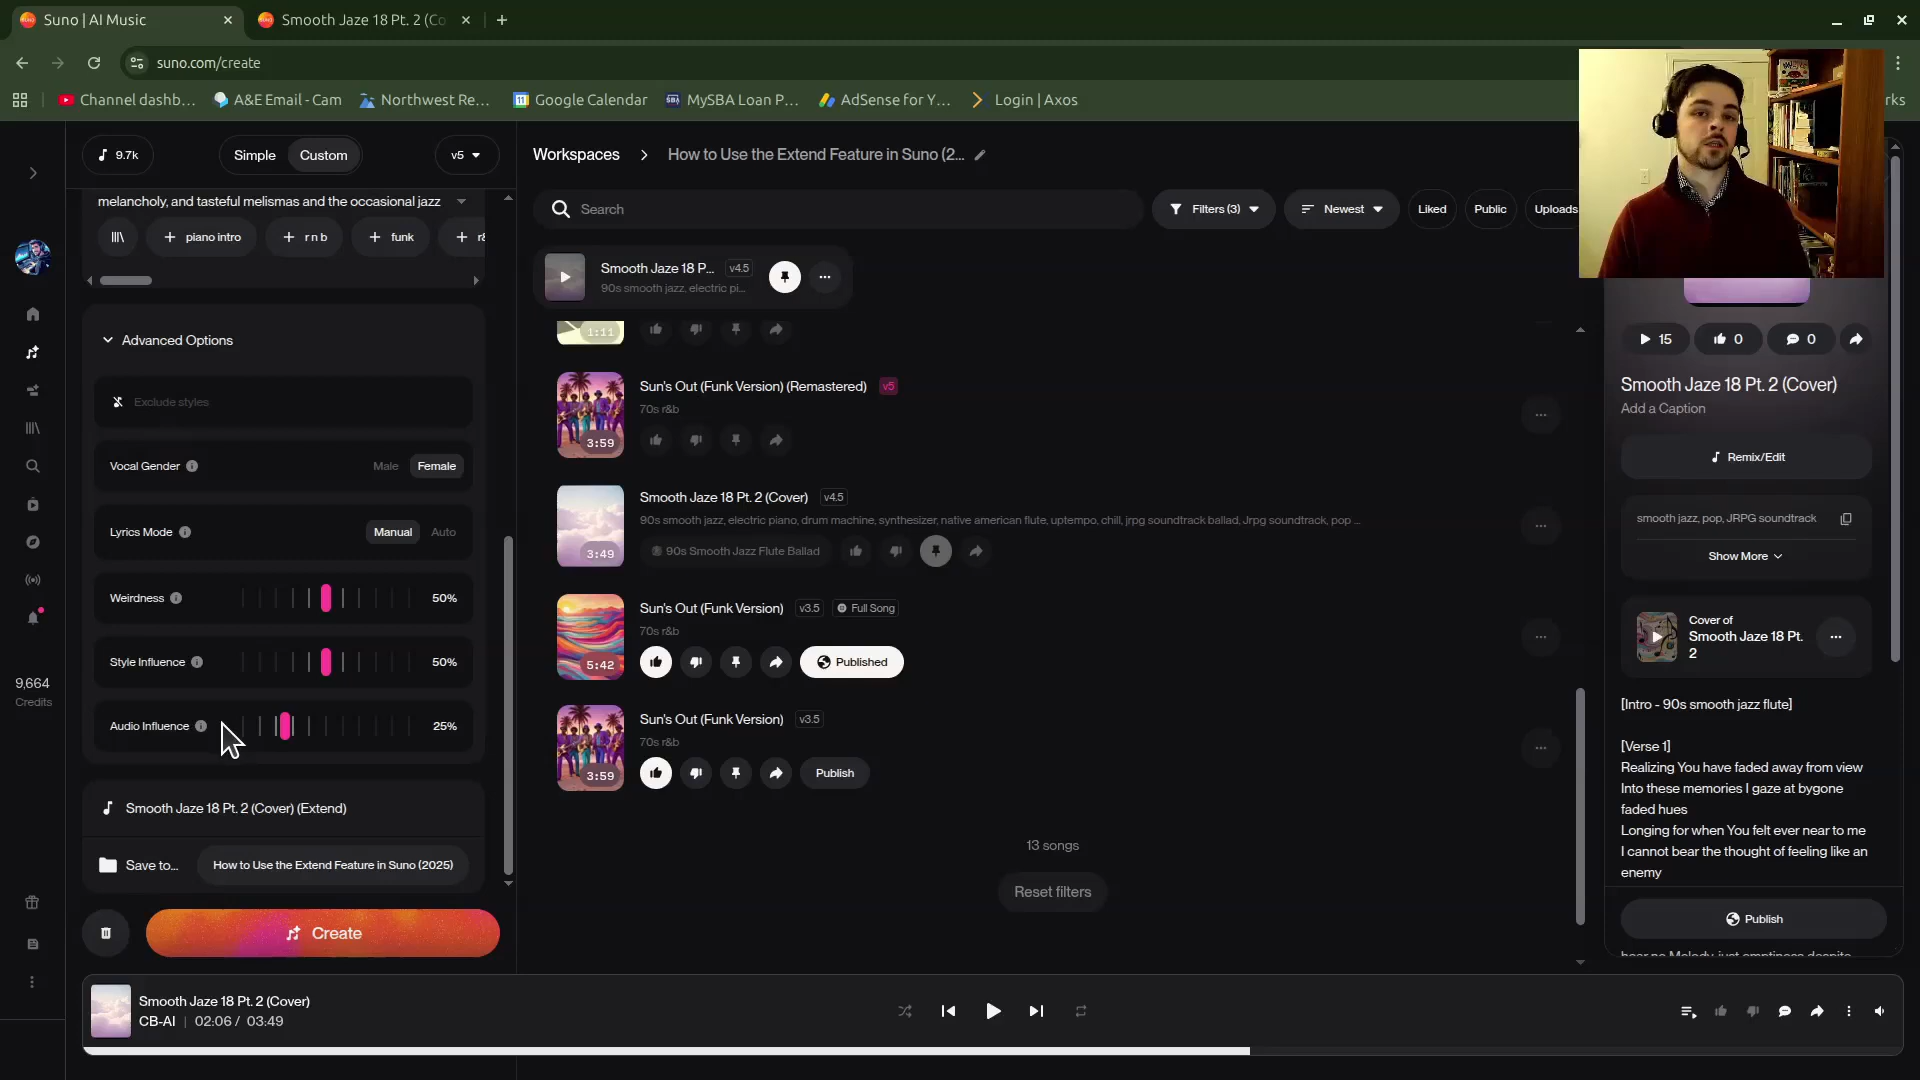 Suno | AI Music
Smooth Jaze 18 Pt. 2 (Co
suno.com/create
Channel dashb...
A&E Email - Cam
Northwest Re...
Google Calendar
MySBA Loan P...
AdSense for Y...
Login | Axos
rks
9.7k
Simple
Custom
v5
Workspaces
How to Use the Extend Feature in Suno (2...
melancholy, and tasteful melismas and the occasional jazz
piano intro
r n b
funk
Search
Filters (3)
Newest
Liked
Public
Uploads
Smooth Jaze 18 P...
v4.5
90s smooth jazz, electric pi...
Advanced Options
Exclude styles
Vocal Gender
Male
Female
Lyrics Mode
Manual
Auto
Weirdness
50%
Style Influence
50%
Audio Influence
25%
Smooth Jaze 18 Pt. 2 (Cover) (Extend)
Save to...
How to Use the Extend Feature in Suno (2025)
Create
9,664
Credits
1:11
Sun's Out (Funk Version) (Remastered)
v5
70s r&b
3:59
Smooth Jaze 18 Pt. 2 (Cover)
v4.5
90s smooth jazz, electric piano, drum machine, synthesizer, native american flute, uptempo, chill, jrpg soundtrack ballad, Jrpg soundtrack, pop ...
90s Smooth Jazz Flute Ballad
3:49
Sun's Out (Funk Version)
v3.5
Full Song
70s r&b
5:42
Published
Sun's Out (Funk Version)
v3.5
70s r&b
3:59
Publish
13 songs
Reset filters
15
0
0
Smooth Jaze 18 Pt. 2 (Cover)
Add a Caption
Remix/Edit
smooth jazz, pop, JRPG soundtrack
Show More
Cover of
Smooth Jaze 18 Pt.
2
[Intro - 90s smooth jazz flute]
[Verse 1]
Realizing You have faded away from view
Into these memories I gaze at bygone
faded hues
Longing for when You felt ever near to me
I cannot bear the thought of feeling like an
enemy
Publish
Smooth Jaze 18 Pt. 2 (Cover)
CB-AI | 02:06 / 03:49